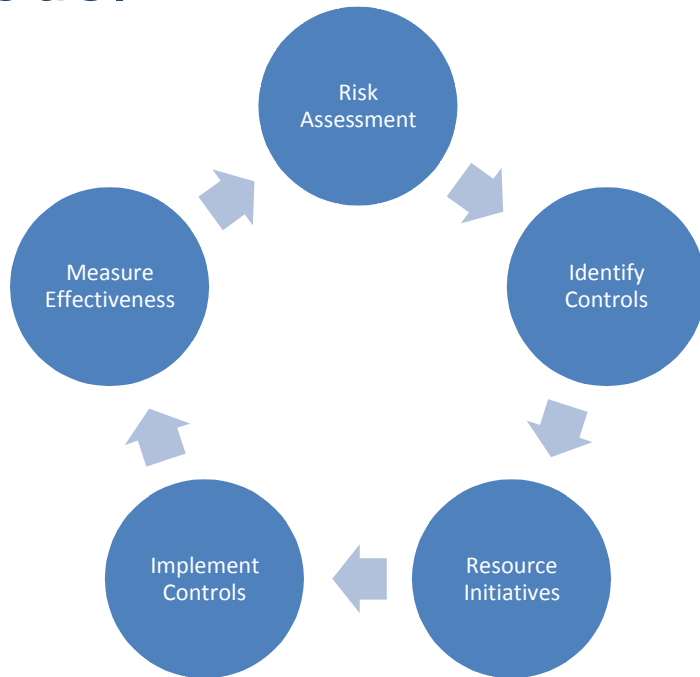 Risk
Assessment
Identify
Controls
Resource
Initiatives
Implement
Controls
Measure
Effectiveness